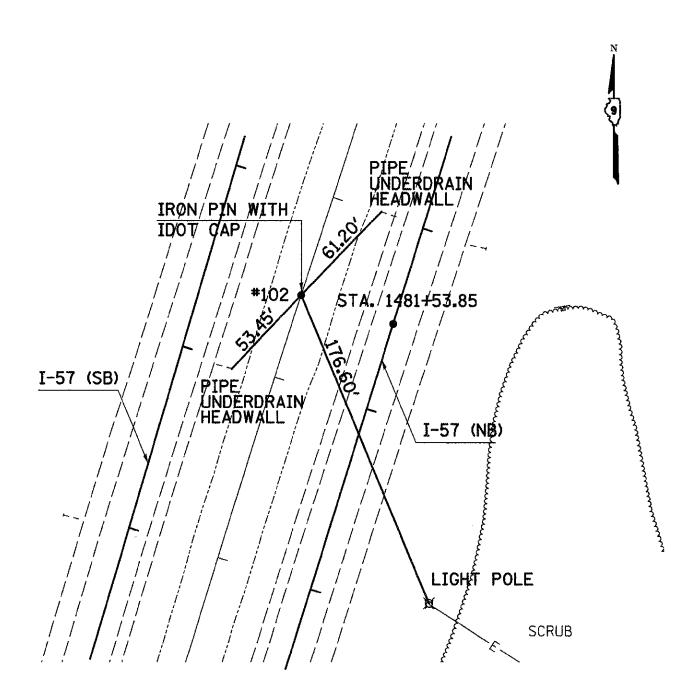 N
9
PIPE
UNDERDRAIN
HEADWALL
IRON PIN WITH
IDOT CAP
61.20'
#102
STA. 1481+53.85
53.45'
176.60'
I-57 (SB)
PIPE
UNDERDRAIN
HEADWALL
I-57 (NB)
LIGHT POLE
SCRUB
E